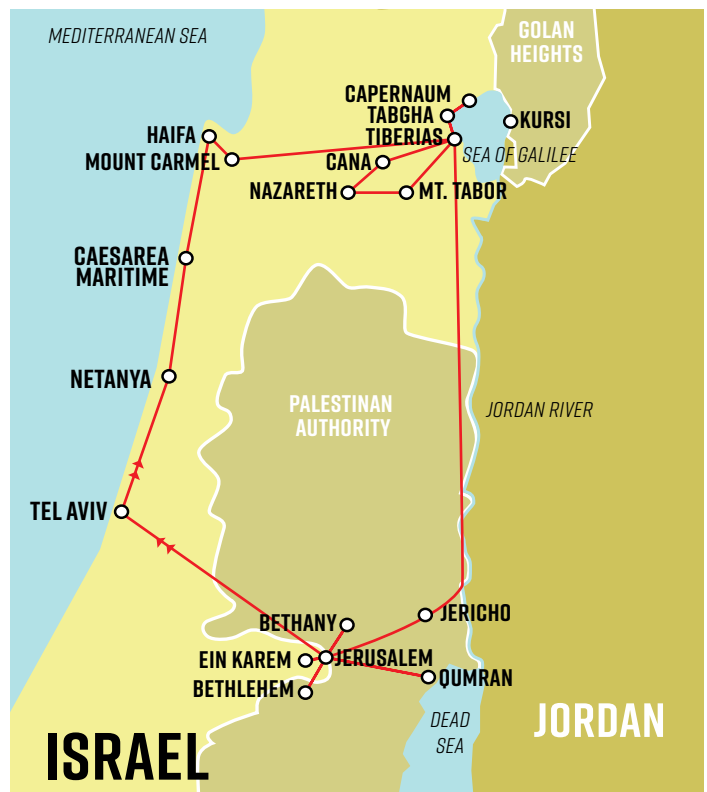 MEDITERRANEAN SEA
GOLAN
HEIGHTS
CAPERNAUM
TABGHA
KURSI
TIBERIAS
HAIFA
MOUNT CARMEL
CANA
SEA OF GALILEE
NAZARETH
MT. TABOR
CAESAREA
MARITIME
NETANYA
PALESTINAN
AUTHORITY
JORDAN RIVER
TEL AVIV
JERICHO
BETHANY
EIN KAREM
JERUSALEM
QUMRAN
BETHLEHEM
DEAD
SEA
JORDAN
ISRAEL